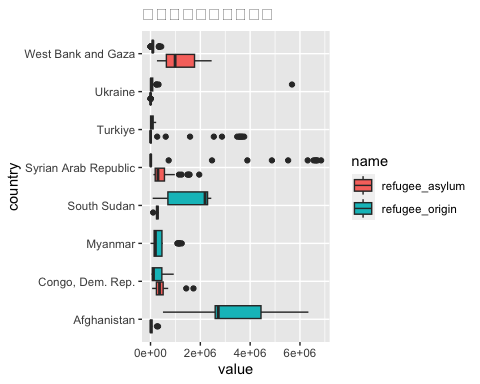 West Bank and Gaza
Ukraine
Turkiye
Syrian Arab Republic
South Sudan
Myanmar
Congo, Dem. Rep.
Afghanistan
country
0e+00 2e+06 4e+06 6e+06
value
name
refugee_asylum
refugee_origin